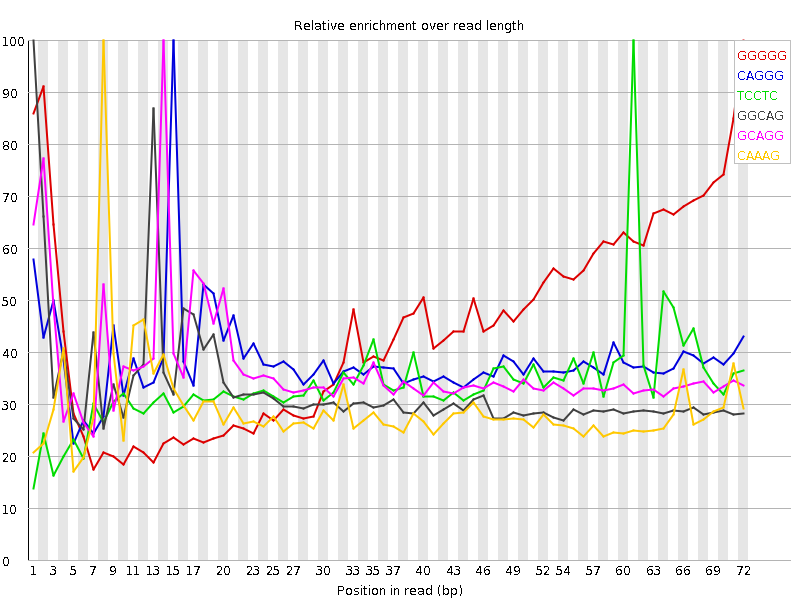 Relative enrichment over read length
100
90
80
70
60
50
40
30
20
10
0
GGGGG
CAGGG
TCCTC
GGCAG
GCAGG
CAAAG
1 3 5 7 9 11 13 15 17 20 23 25 27 30 33 35 37 40 43 46 49 52 54 57 60 63 66 69 72
Position in read (bp)